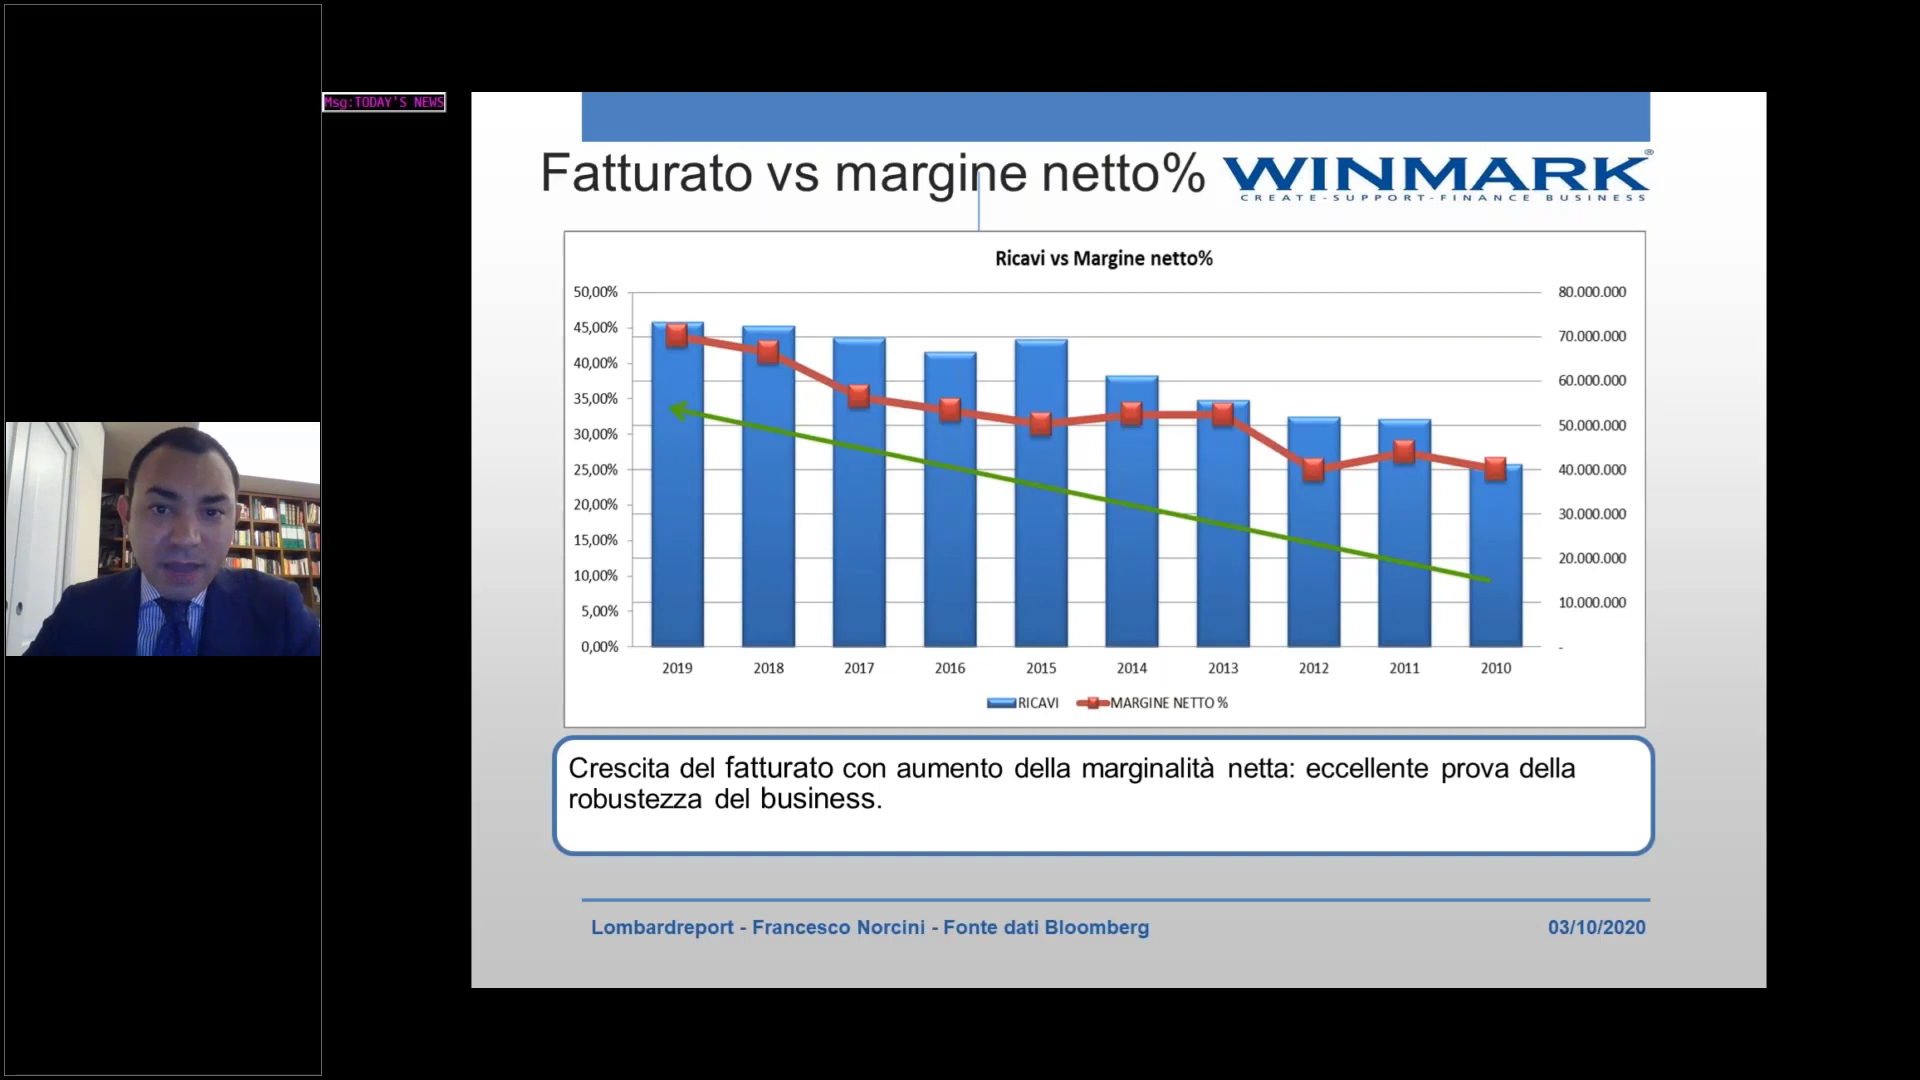 Msg:TODAY'S NEWS
Fatturato vs margine netto%
WINMARK®
CREATE-SUPPORT-FINANCE BUSINESS
Ricavi vs Margine netto%
50,00%
45,00%
40,00%
35,00%
30,00%
25,00%
20,00%
15,00%
10,00%
5,00%
0,00%
80.000.000
70.000.000
60.000.000
50.000.000
40.000.000
30.000.000
20.000.000
10.000.000
-
2019 2018 2017 2016 2015 2014 2013 2012 2011 2010
RICAVI MARGINE NETTO %
Crescita del fatturato con aumento della marginalità netta: eccellente prova della
robustezza del business.
Lombardreport - Francesco Norcini - Fonte dati Bloomberg 03/10/2020